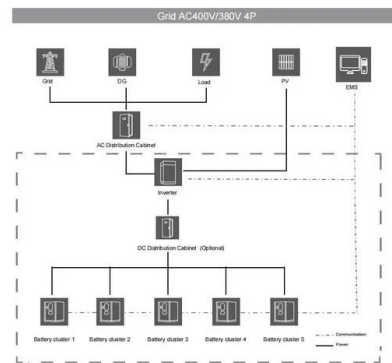 Grid AC400V/380V 4P
Grid
DG
Load
PV
EMS
AC Distribution Cabinet
Inverter
DC Distribution Cabinet (Optional)
Battery cluster 1
Battery cluster 2
Battery cluster 3
Battery cluster 4
Battery cluster 5
Communication
Power